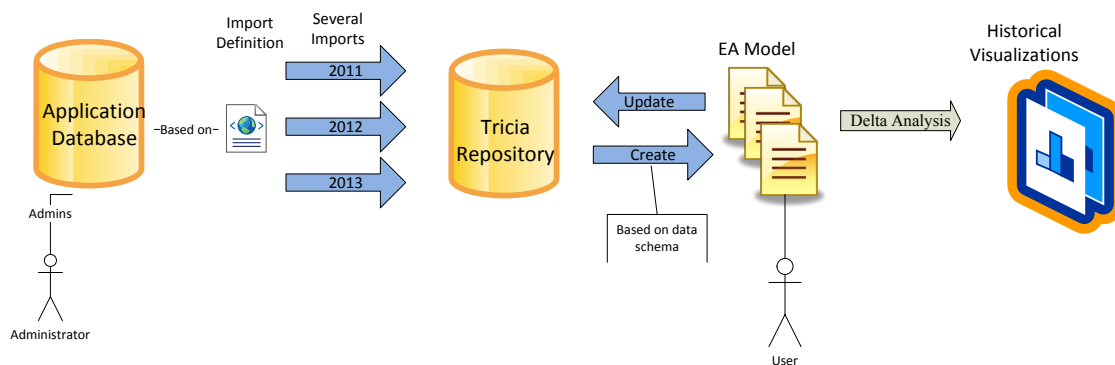 Import
Definition
Several
Imports
2011
2012
2013
Application
Database
Based on
Admins
Administrator
Tricia
Repository
EA Model
Update
Create
Based on data
schema
User
Delta Analysis
Historical
Visualizations